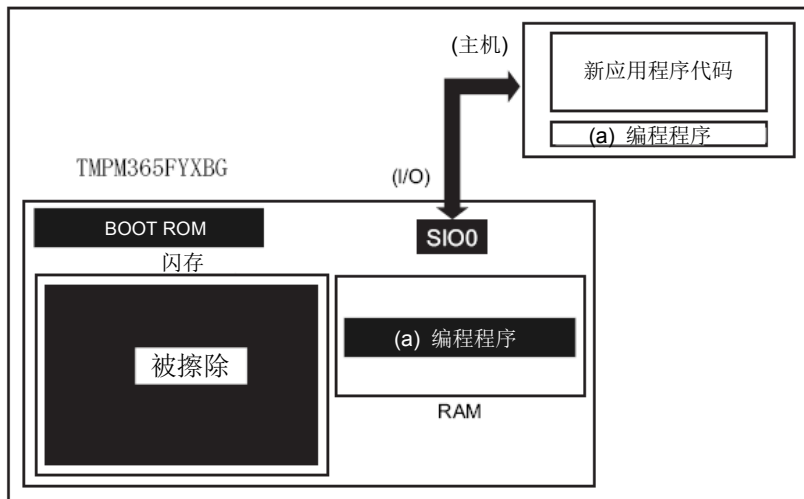 (主机)
新应用程序代码
(a) 编程程序
TMPM365FYXBG
(I/O)
BOOT ROM
SIO0
闪存
(a) 编程程序
被擦除
RAM